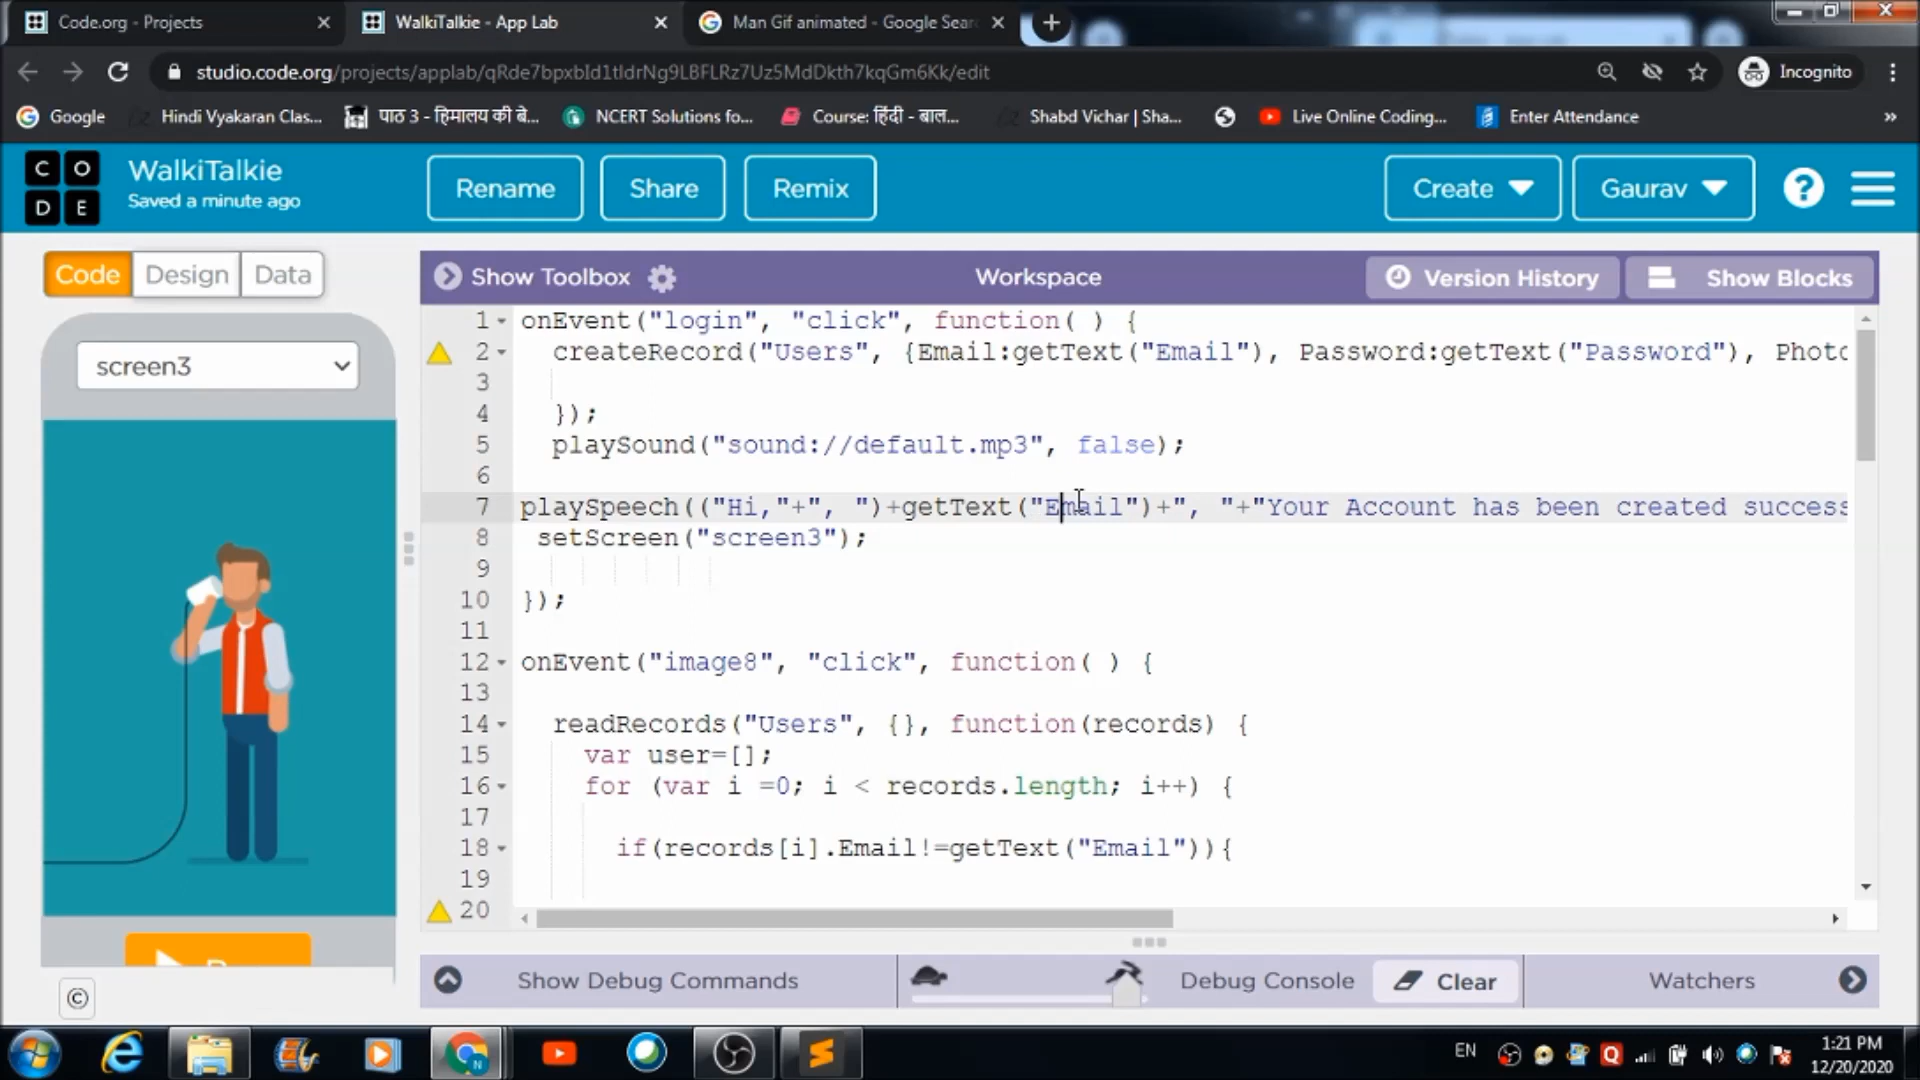 Code.org - Projects
WalkiTalkie - App Lab
Man Gif animated - Google Sear
studio.code.org/projects/applab/qRde7bpxbId1tIdrNg9LBFLRz7Uz5MdDkth7kqGm6Kk/edit
Incognito
Google
Hindi Vyakaran Clas...
पाठ 3 - हिमालय की बे...
NCERT Solutions fo...
Course: हिंदी - बाल...
Shabd Vichar | Sha...
Live Online Coding...
Enter Attendance
»
C O D E
WalkiTalkie
Saved a minute ago
Rename
Share
Remix
Create
Gaurav
?
Code
Design
Data
Show Toolbox
Workspace
Version History
Show Blocks
screen3
1 onEvent("login", "click", function( ) {
2 createRecord("Users", {Email:getText("Email"), Password:getText("Password"), Photo
3
4 });
5 playSound("sound://default.mp3", false);
6
7 playSpeech(("Hi,"+", ")+getText("Email")+", "+"Your Account has been created success
8 setScreen("screen3");
9
10 });
11
12 onEvent("image8", "click", function( ) {
13
14 readRecords("Users", {}, function(records) {
15 var user=[];
16 for (var i =0; i < records.length; i++) {
17
18 if(records[i].Email!=getText("Email")){
19
20
©
Show Debug Commands
Debug Console
Clear
Watchers
EN
1:21 PM
12/20/2020